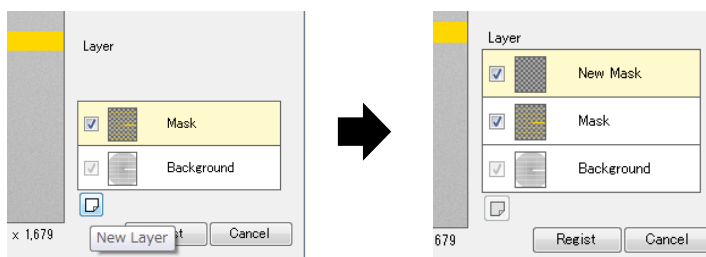 Layer
Mask
Background
New Layer
st
Cancel
x 1,679
Layer
New Mask
Mask
Background
679
Regist
Cancel